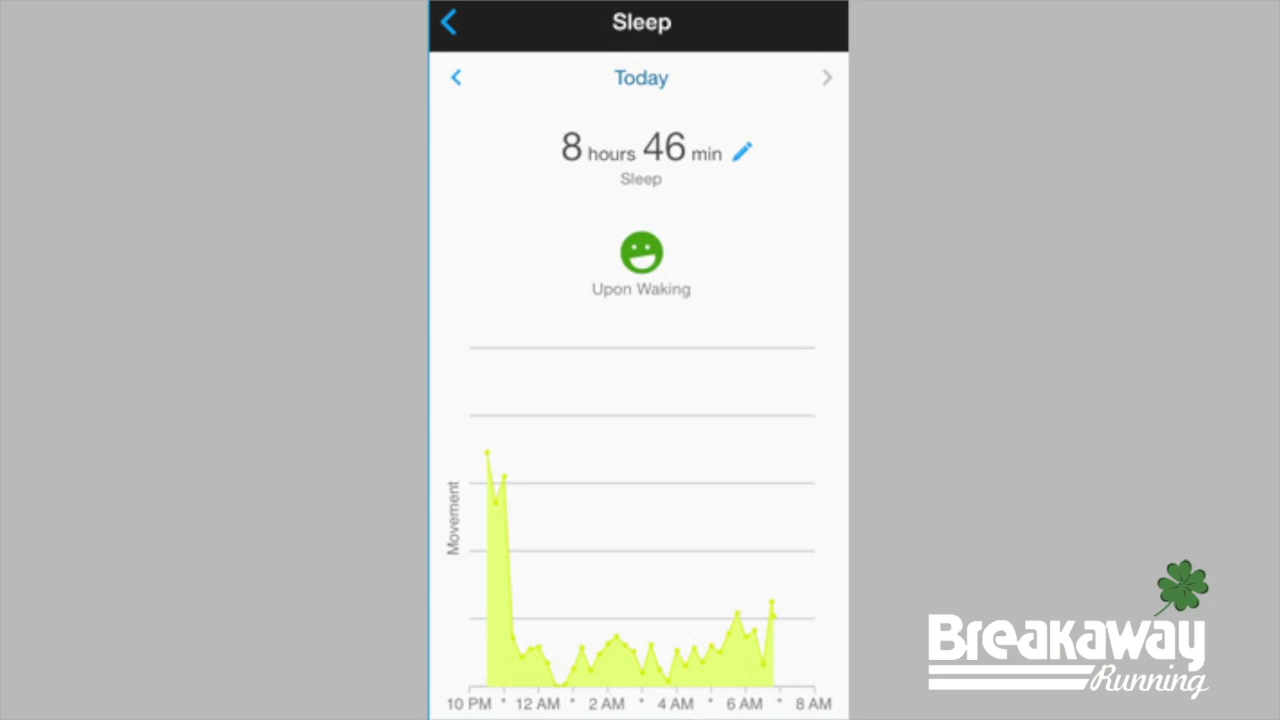 Sleep
Today
8 hours 46 min
Sleep
Upon Waking
Movement
10 PM • 12 AM • 2 AM • 4 AM • 6 AM • 8 AM
Breakaway
Running